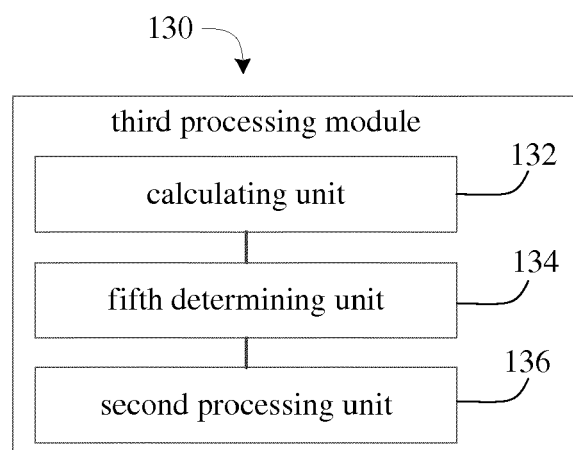 130
third processing module
calculating unit
132
fifth determining unit
134
second processing unit
136